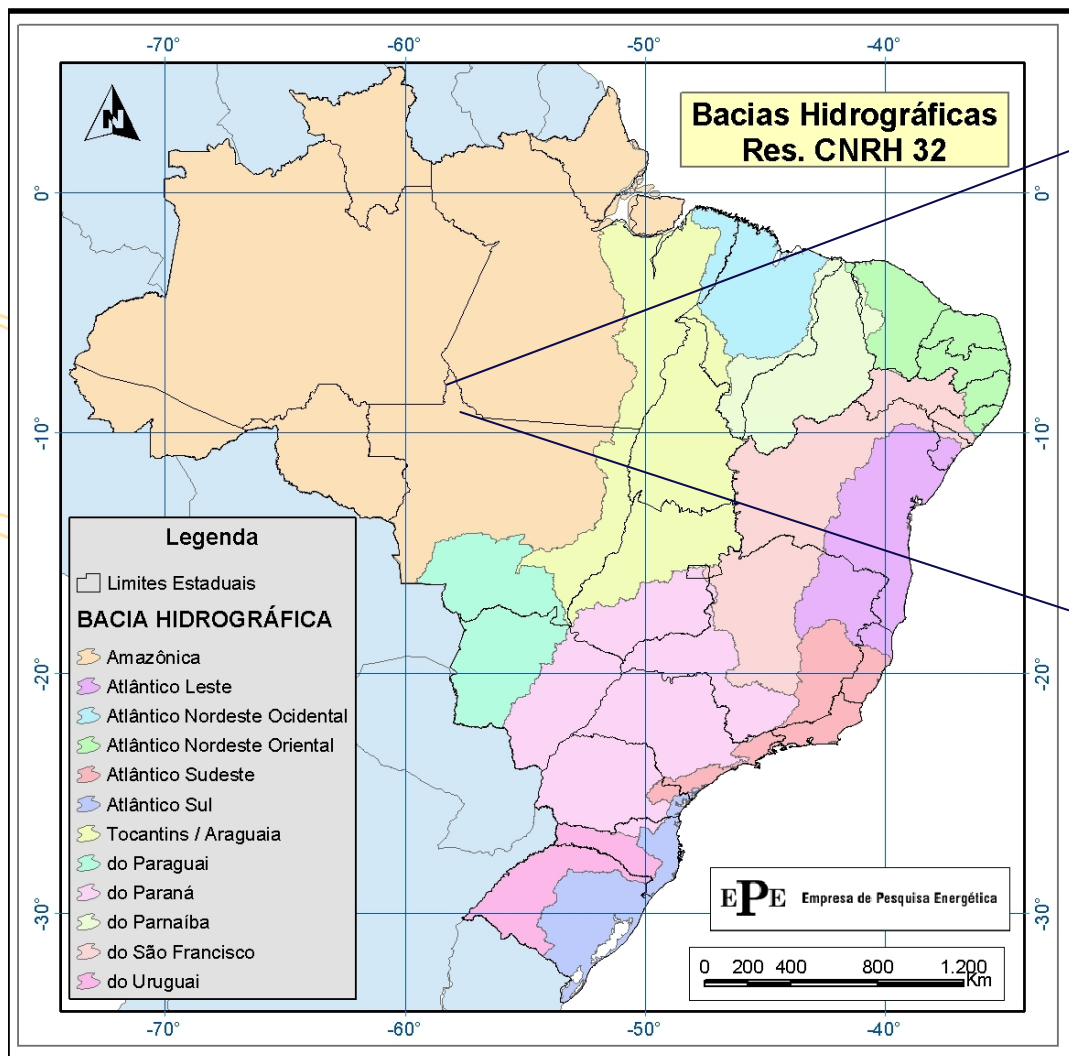 -70°
-60°
-50°
-40°
Bacias Hidrográficas
Res. CNRH 32
N
0°
0°
-10°
-10°
-20°
-20°
-30°
-30°
Legenda
Limites Estaduais
BACIA HIDROGRÁFICA
Amazônica
Atlântico Leste
Atlântico Nordeste Ocidental
Atlântico Nordeste Oriental
Atlântico Sudeste
Atlântico Sul
Tocantins / Araguaia
do Paraguai
do Paraná
do Parnaíba
do São Francisco
do Uruguai
EPE Empresa de Pesquisa Energética
0 200 400 800 1.200
Km
-70°
-60°
-50°
-40°